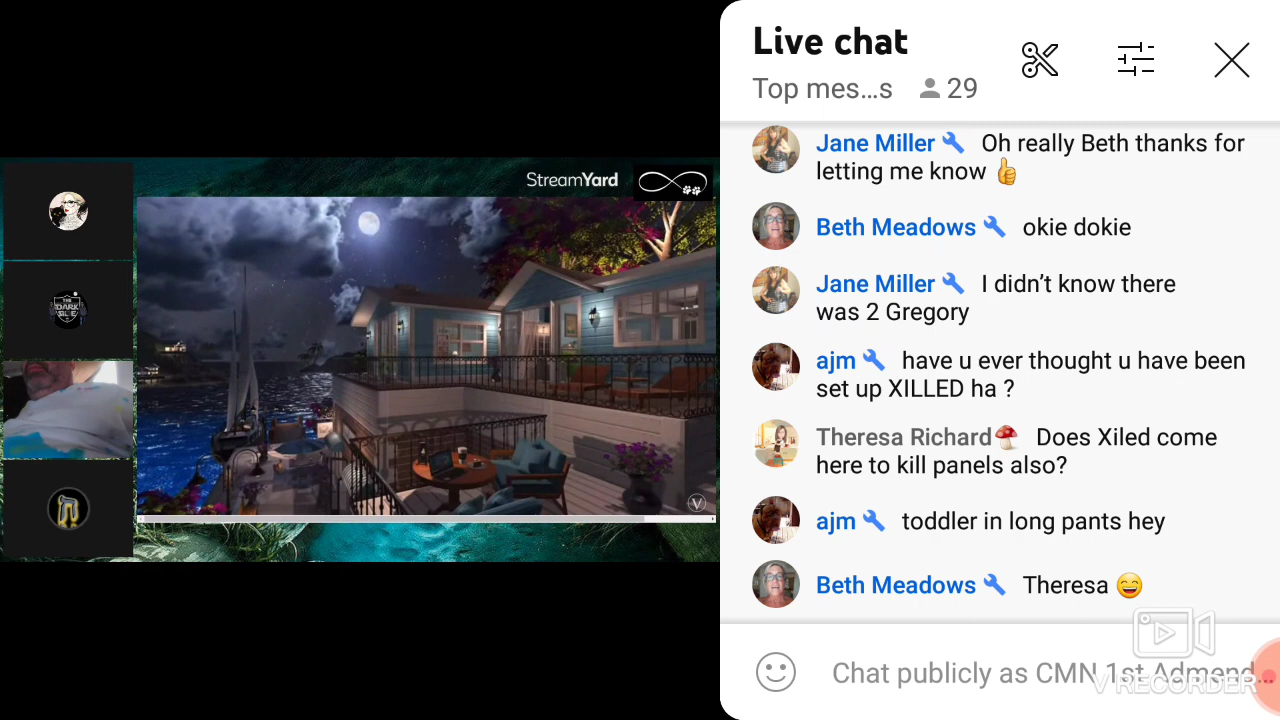 Live chat
Top mes...s 29
StreamYard
Jane Miller Oh really Beth thanks for
letting me know
Beth Meadows okie dokie
Jane Miller I didn't know there
was 2 Gregory
ajm have u ever thought u have been
set up XILLED ha ?
Theresa Richard Does Xiled come
here to kill panels also?
ajm toddler in long pants hey
Beth Meadows Theresa
THE
DARK
V
Chat publicly as CMN 1st Admend...
V RECORDER